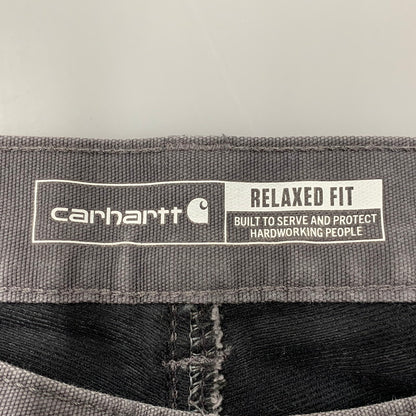 carhartt
RELAXED FIT
BUILT TO SERVE AND PROTECT
HARDWORKING PEOPLE